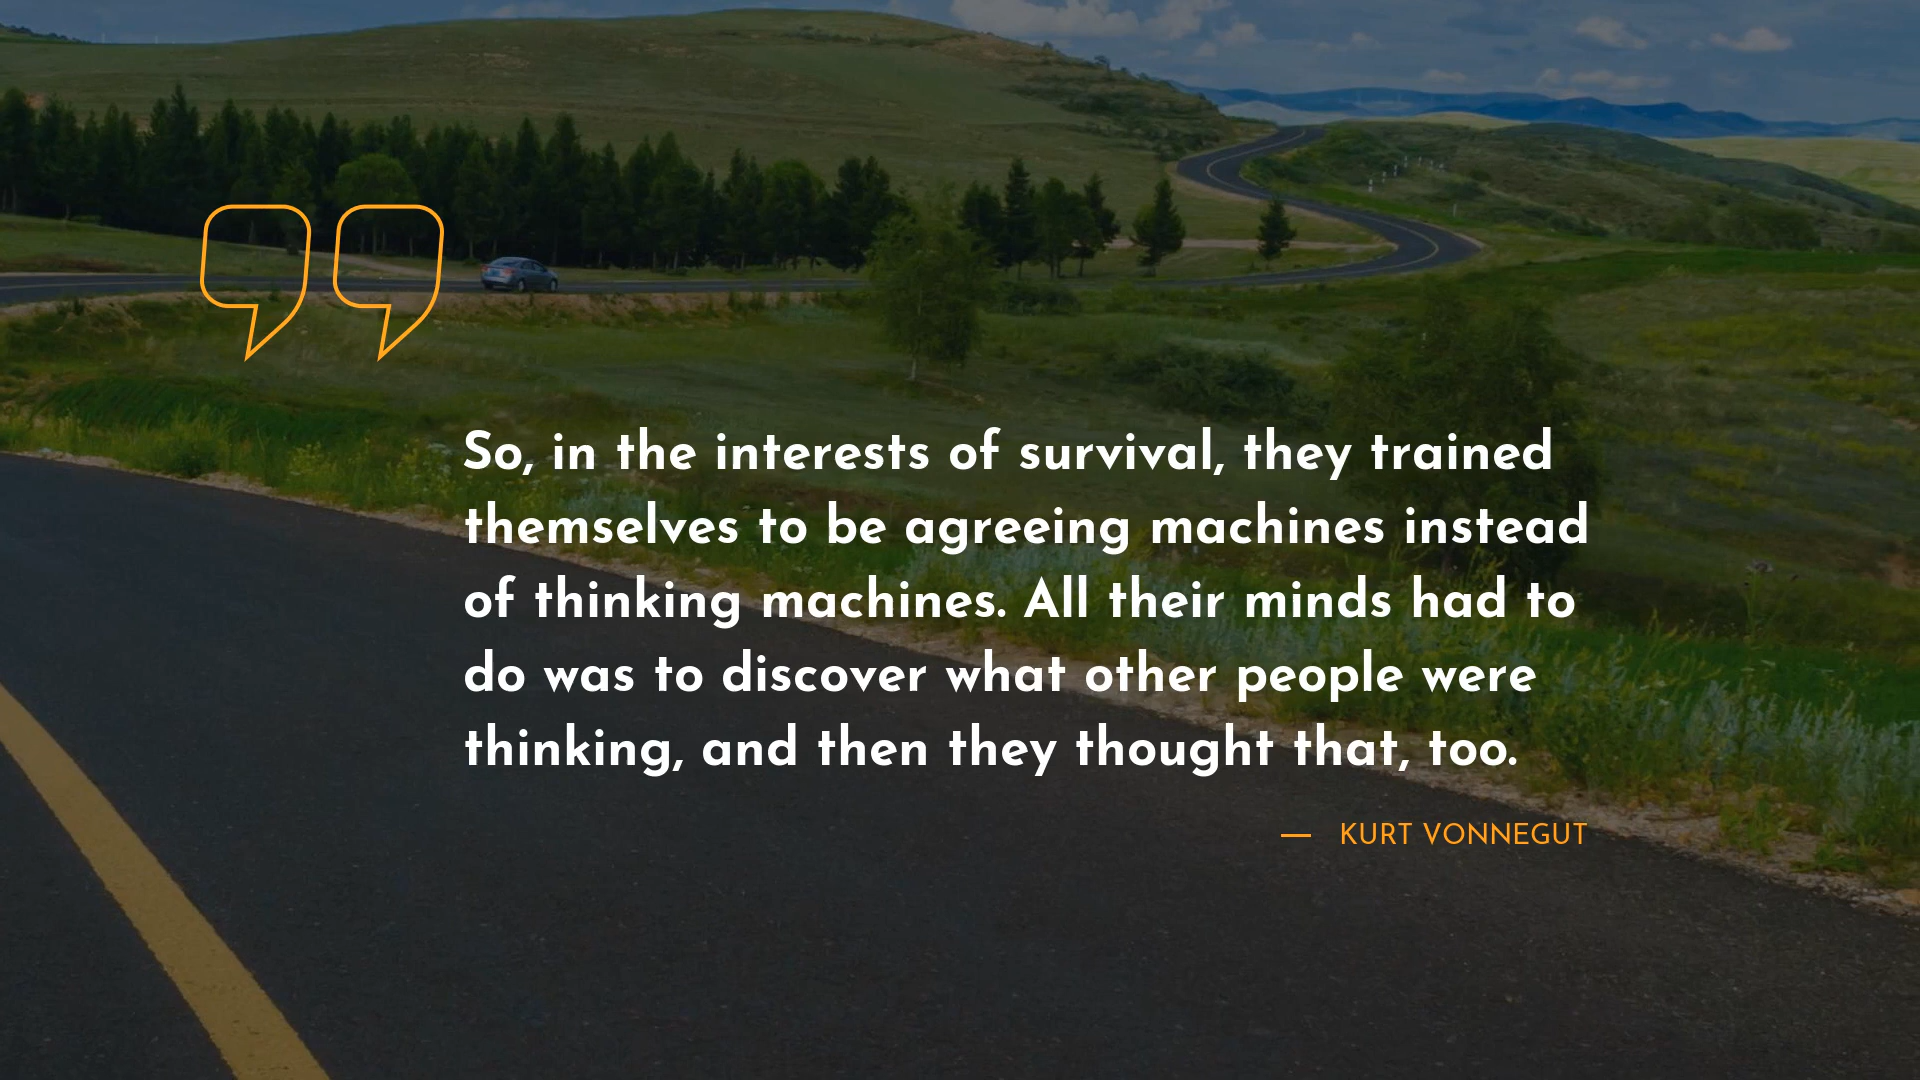 So, in the interests of survival, they trained
themselves to be agreeing machines instead
of thinking machines. All their minds had to
do was to discover what other people were
thinking, and then they thought that, too.
— KURT VONNEGUT